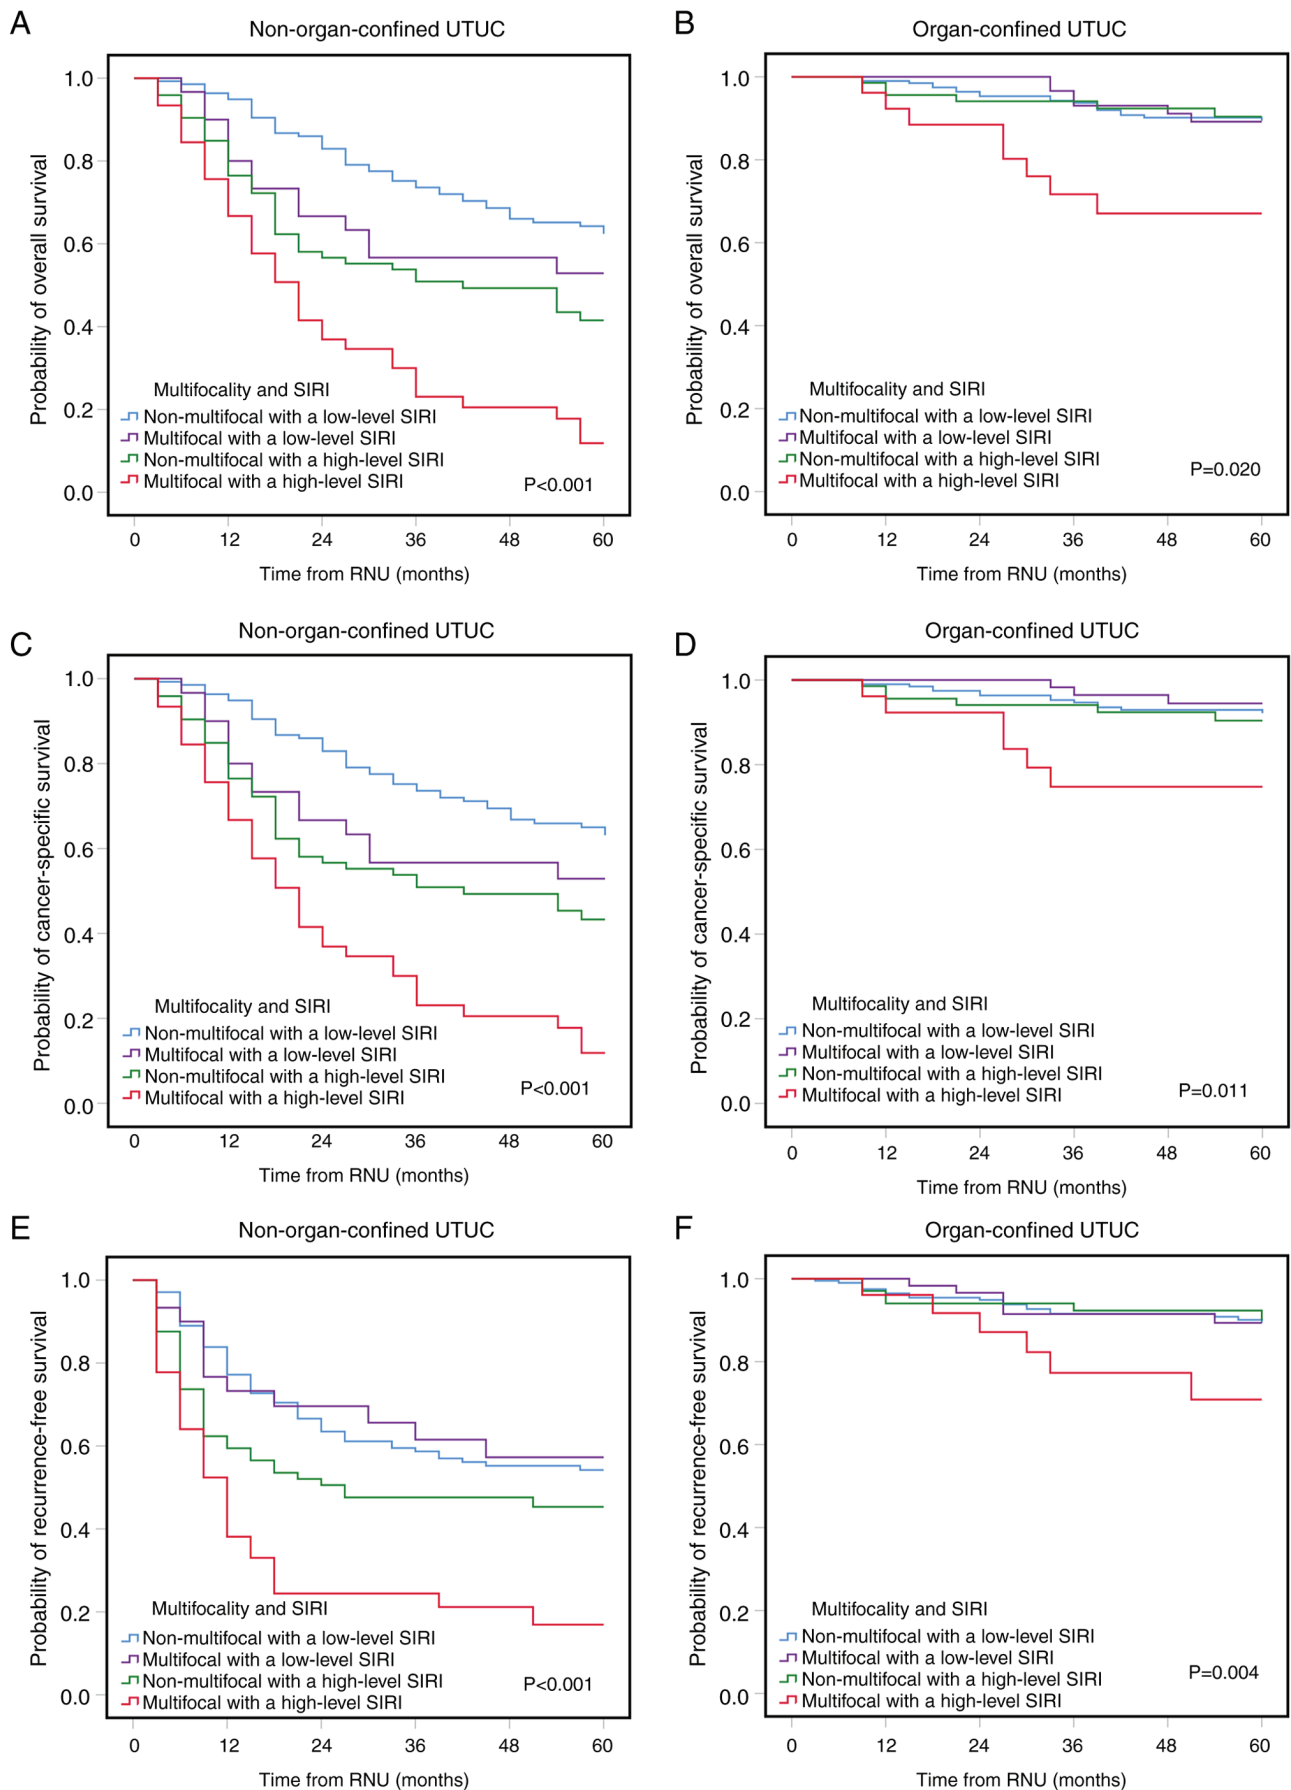 A
Non-organ-confined UTUC
Probability of overall survival
1.0
0.8
0.6
0.4
0.2
0.0
Multifocality and SIRI
Non-multifocal with a low-level SIRI
Multifocal with a low-level SIRI
Non-multifocal with a high-level SIRI
Multifocal with a high-level SIRI
P<0.001
0 12 24 36 48 60
Time from RNU (months)
B
Organ-confined UTUC
Probability of overall survival
1.0
0.8
0.6
0.4
0.2
0.0
Multifocality and SIRI
Non-multifocal with a low-level SIRI
Multifocal with a low-level SIRI
Non-multifocal with a high-level SIRI
Multifocal with a high-level SIRI
P=0.020
0 12 24 36 48 60
Time from RNU (months)
C
Non-organ-confined UTUC
Probability of cancer-specific survival
1.0
0.8
0.6
0.4
0.2
0.0
Multifocality and SIRI
Non-multifocal with a low-level SIRI
Multifocal with a low-level SIRI
Non-multifocal with a high-level SIRI
Multifocal with a high-level SIRI
P<0.001
0 12 24 36 48 60
Time from RNU (months)
D
Organ-confined UTUC
Probability of cancer-specific survival
1.0
0.8
0.6
0.4
0.2
0.0
Multifocality and SIRI
Non-multifocal with a low-level SIRI
Multifocal with a low-level SIRI
Non-multifocal with a high-level SIRI
Multifocal with a high-level SIRI
P=0.011
0 12 24 36 48 60
Time from RNU (months)
E
Non-organ-confined UTUC
Probability of recurrence-free survival
1.0
0.8
0.6
0.4
0.2
0.0
Multifocality and SIRI
Non-multifocal with a low-level SIRI
Multifocal with a low-level SIRI
Non-multifocal with a high-level SIRI
Multifocal with a high-level SIRI
P<0.001
0 12 24 36 48 60
Time from RNU (months)
F
Organ-confined UTUC
Probability of recurrence-free survival
1.0
0.8
0.6
0.4
0.2
0.0
Multifocality and SIRI
Non-multifocal with a low-level SIRI
Multifocal with a low-level SIRI
Non-multifocal with a high-level SIRI
Multifocal with a high-level SIRI
P=0.004
0 12 24 36 48 60
Time from RNU (months)